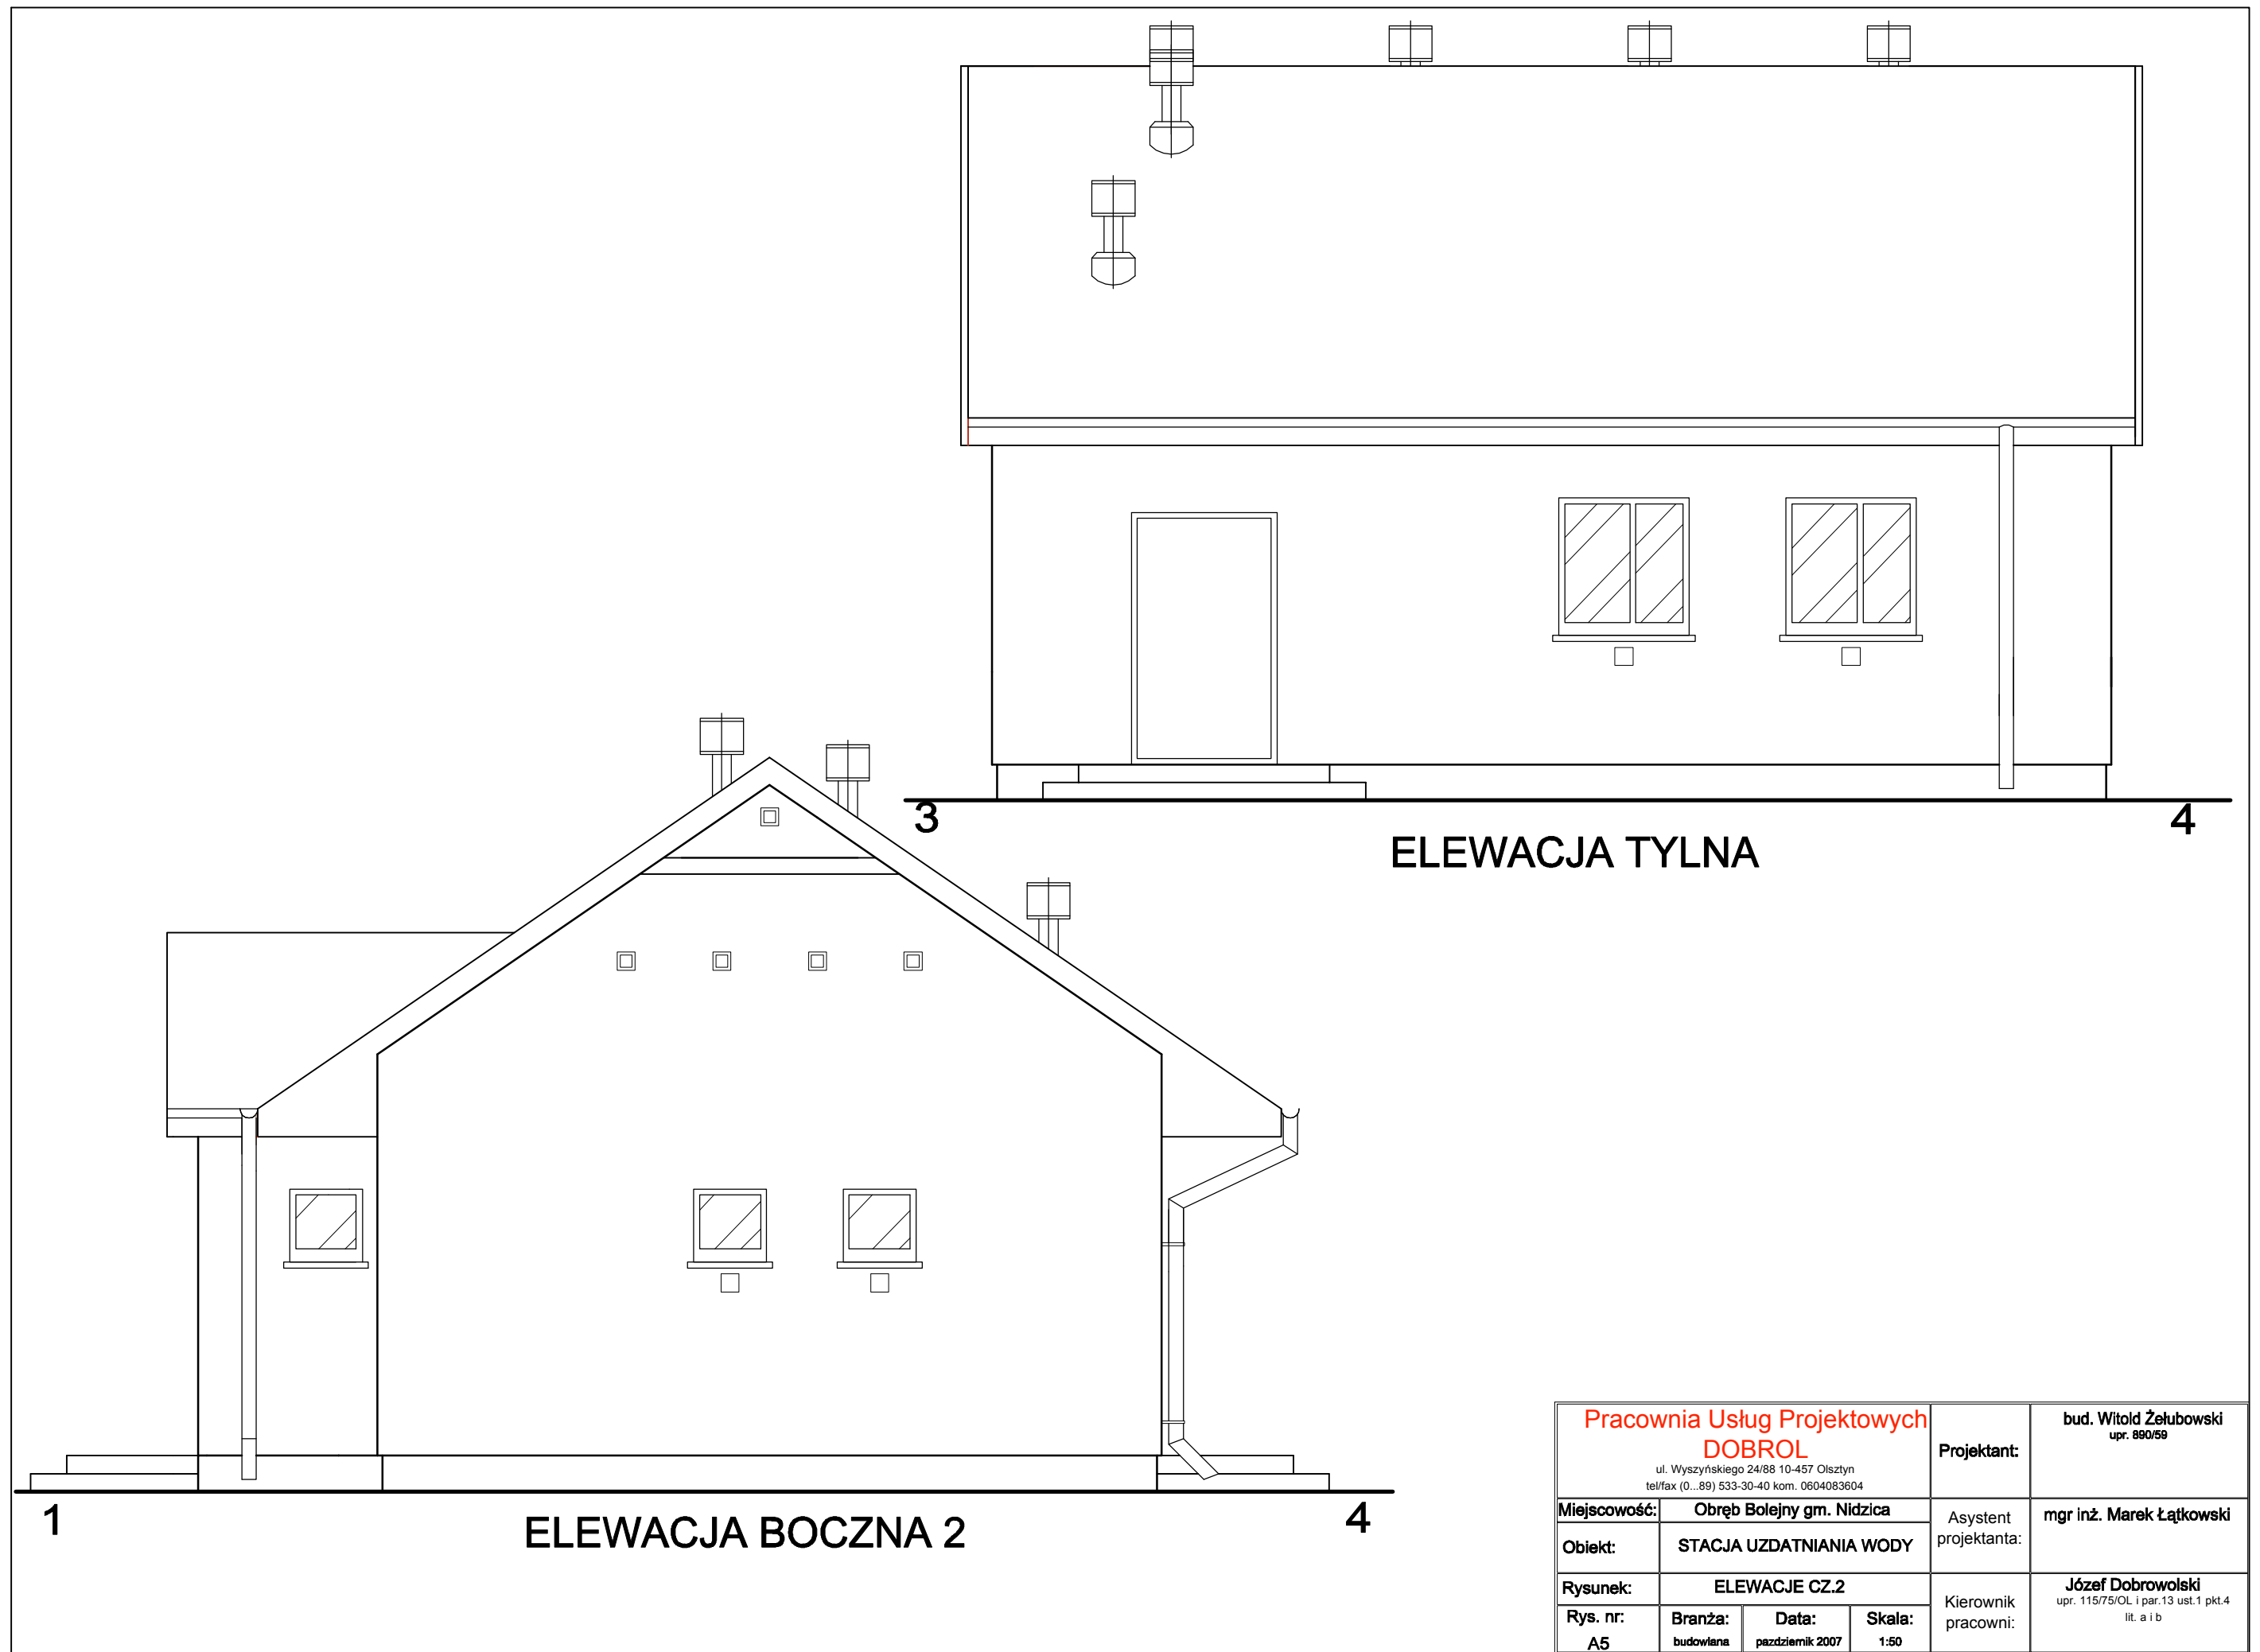 3
4
ELEWACJA TYLNA
1
4
ELEWACJA BOCZNA 2
Pracownia Usług Projektowych
DOBROL
ul. Wyszyńskiego 24/88 10-457 Olsztyn
tel/fax (0...89) 533-30-40 kom. 0604083604
Projektant:
bud. Witold Żełubowski
upr. 890/59
Miejscowość:
Obręb Bolejny gm. Nidzica
Asystent
projektanta:
mgr inż. Marek Łątkowski
Obiekt:
STACJA UZDATNIANIA WODY
Rysunek:
ELEWACJE CZ.2
Kierownik
pracowni:
Józef Dobrowolski
upr. 115/75/OL i par.13 ust.1 pkt.4
lit. a i b
Rys. nr:
A5
Branża:
budowlana
Data:
pazdziernik 2007
Skala:
1:50